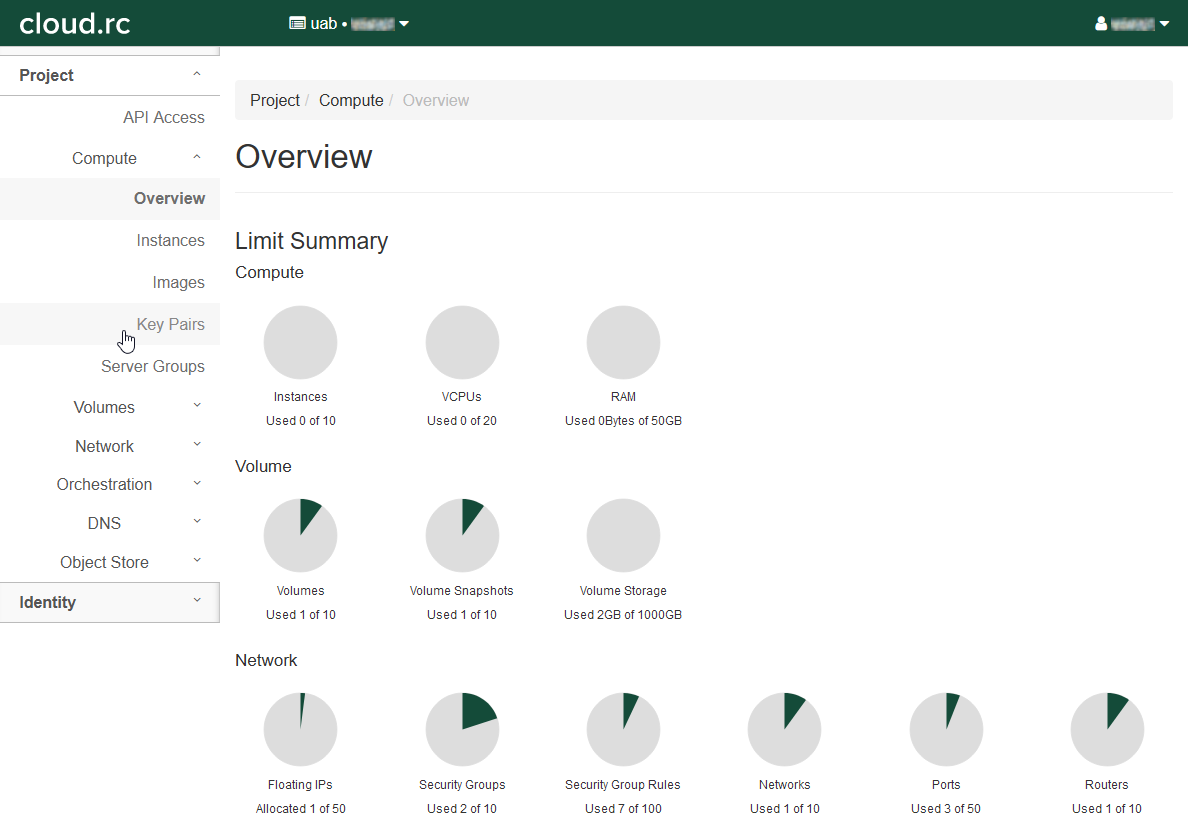 cloud.rc
uab •
Project
API Access
Compute
Overview
Instances
Images
Key Pairs
Server Groups
Volumes
Network
Orchestration
DNS
Object Store
Identity
Project / Compute / Overview
Overview
Limit Summary
Compute
Instances VCPUs RAM
Used 0 of 10 Used 0 of 20 Used 0Bytes of 50GB
Volume
Volumes Volume Snapshots Volume Storage
Used 1 of 10 Used 1 of 10 Used 2GB of 1000GB
Network
Floating IPs Security Groups Security Group Rules Networks Ports Routers
Allocated 1 of 50 Used 2 of 10 Used 7 of 100 Used 1 of 10 Used 3 of 50 Used 1 of 10